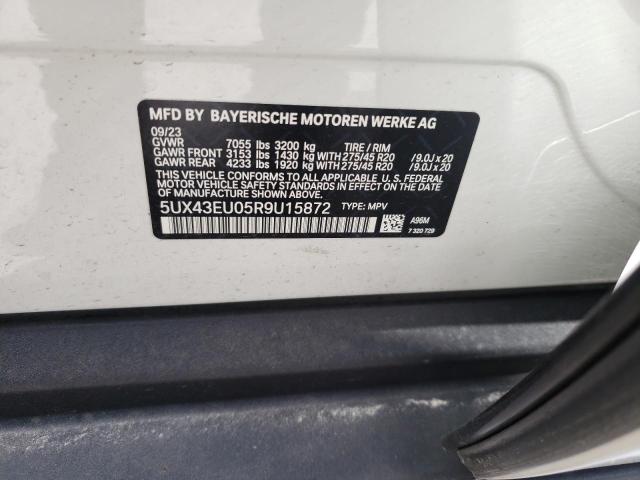 MFD BY BAYERISCHE MOTOREN WERKE AG
09/23
GVWR 7055 lbs 3200 kg TIRE / RIM
GAWR FRONT 3153 lbs 1430 kg WITH 275/45 R20 /9.0J x 20
GAWR REAR 4233 lbs 1920 kg WITH 275/45 R20 /9.0J x 20
THIS VEHICLE CONFORMS TO ALL APPLICABLE U. S. FEDERAL
MOTOR VEHICLE SAFETY STANDARDS IN EFFECT ON THE DATE
OF MANUFACTURE SHOWN ABOVE.
5UX43EU05R9U15872 TYPE: MPV
A96M
7 320 729